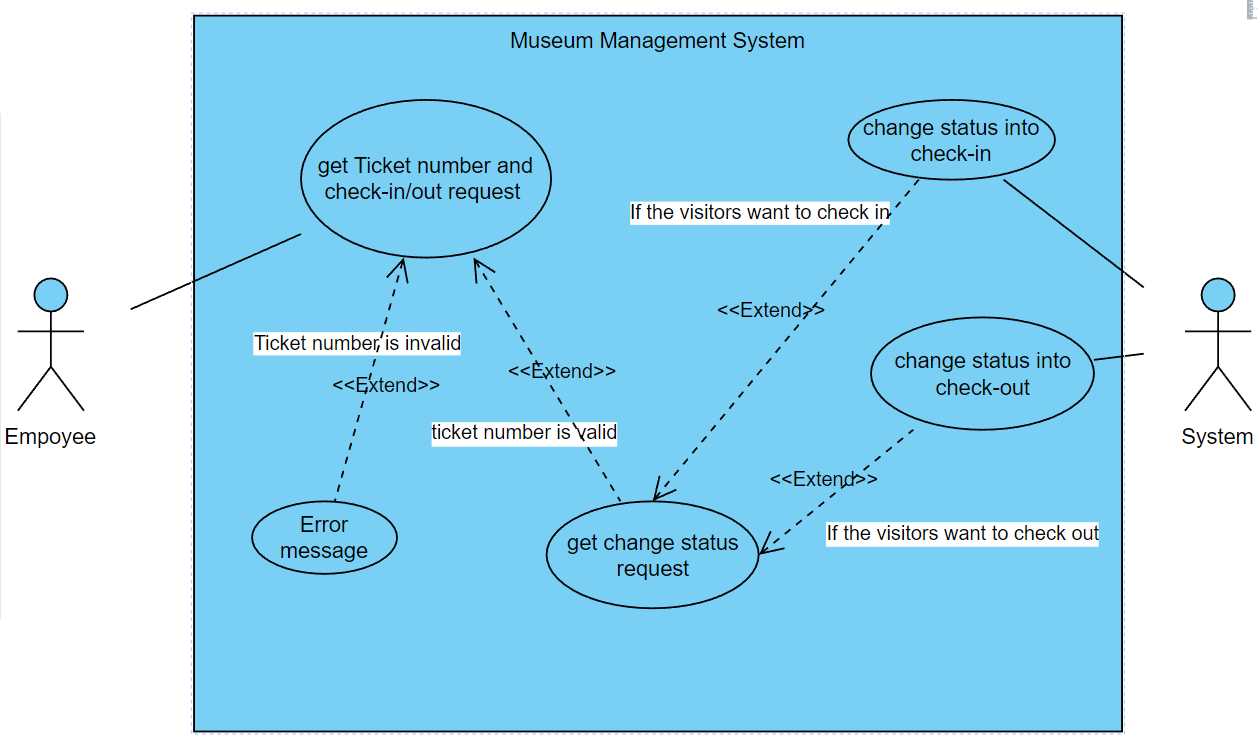 Museum Management System
change status into
check-in
get Ticket number and
check-in/out request
If the visitors want to check in
<<Extend>>
Ticket number is invalid
<<Extend>>
<<Extend>>
change status into
check-out
ticket number is valid
Empoyee
System
<<Extend>>
Error
message
get change status
request
If the visitors want to check out